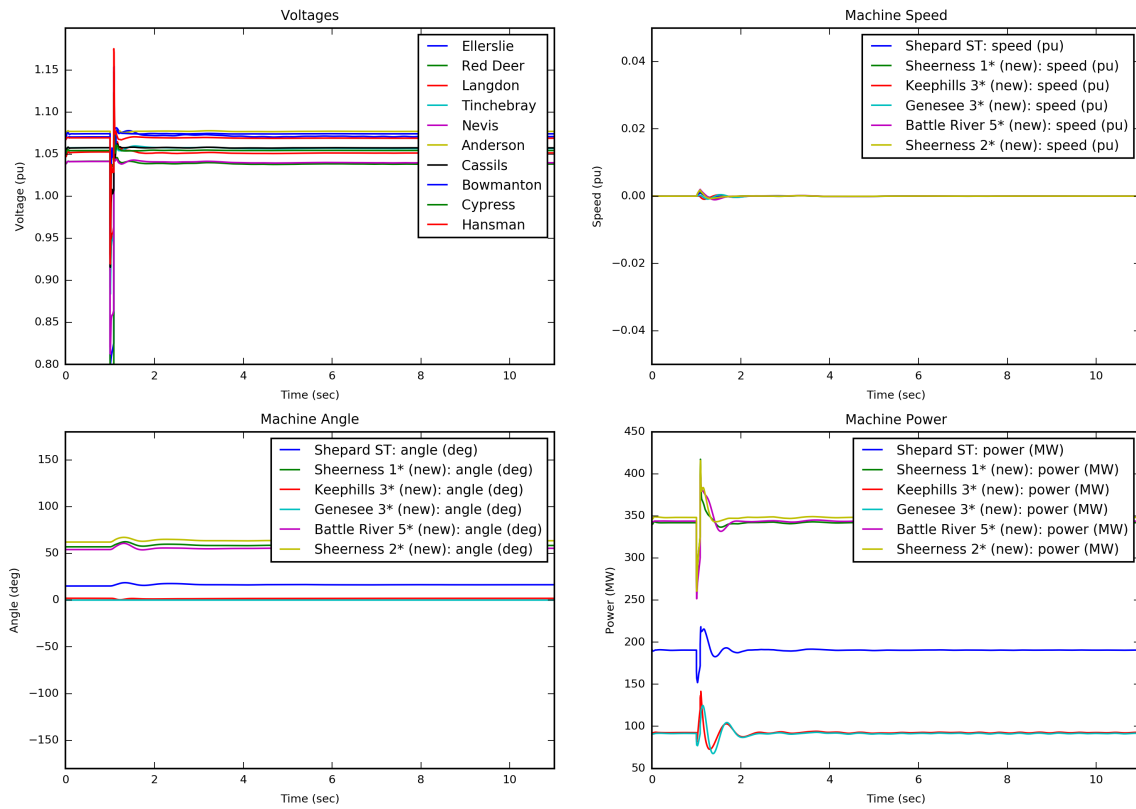 Voltages
Voltage (pu)
1.15
1.10
1.05
1.00
0.95
0.90
0.85
0.80
0 2 4 6 8 10
Time (sec)
Ellerslie
Red Deer
Langdon
Tinchebray
Nevis
Anderson
Cassils
Bowmanton
Cypress
Hansman
Machine Speed
Speed (pu)
0.04
0.02
0.00
−0.02
−0.04
0 2 4 6 8 10
Time (sec)
Shepard ST: speed (pu)
Sheerness 1* (new): speed (pu)
Keephills 3* (new): speed (pu)
Genesee 3* (new): speed (pu)
Battle River 5* (new): speed (pu)
Sheerness 2* (new): speed (pu)
Machine Angle
Angle (deg)
150
100
50
0
−50
−100
−150
0 2 4 6 8 10
Time (sec)
Shepard ST: angle (deg)
Sheerness 1* (new): angle (deg)
Keephills 3* (new): angle (deg)
Genesee 3* (new): angle (deg)
Battle River 5* (new): angle (deg)
Sheerness 2* (new): angle (deg)
Machine Power
Power (MW)
450
400
350
300
250
200
150
100
50
0 2 4 6 8 10
Time (sec)
Shepard ST: power (MW)
Sheerness 1* (new): power (MW)
Keephills 3* (new): power (MW)
Genesee 3* (new): power (MW)
Battle River 5* (new): power (MW)
Sheerness 2* (new): power (MW)